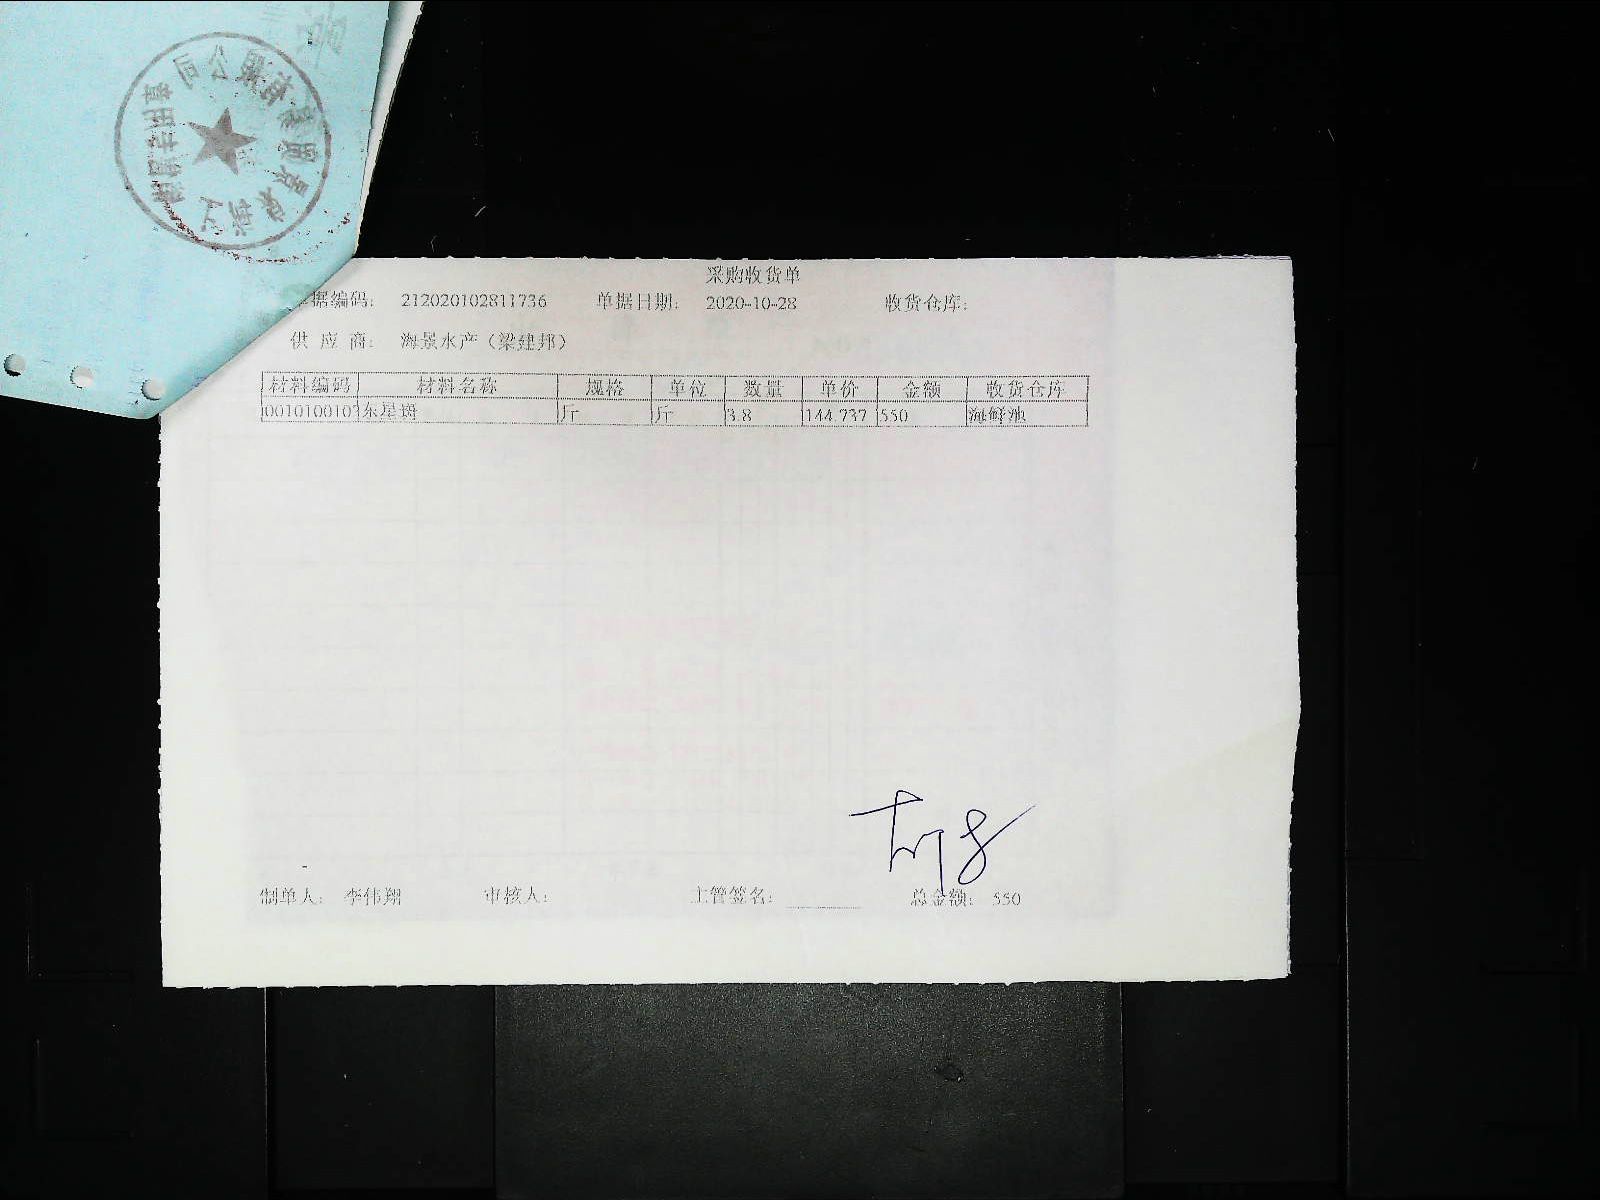 采购收货单
据编码: 212020102811736 单据日期: 2020-10-28 收货仓库:
供应商: 海景水产（梁建邦）
材料编码 材料名称 规格 单位 数量 单价 金额 收货仓库
0010100103 东星斑 斤 斤 3.8 144.737 550 海鲜池
制单人: 李伟翔 审核人: 主管签名: 总金额: 550